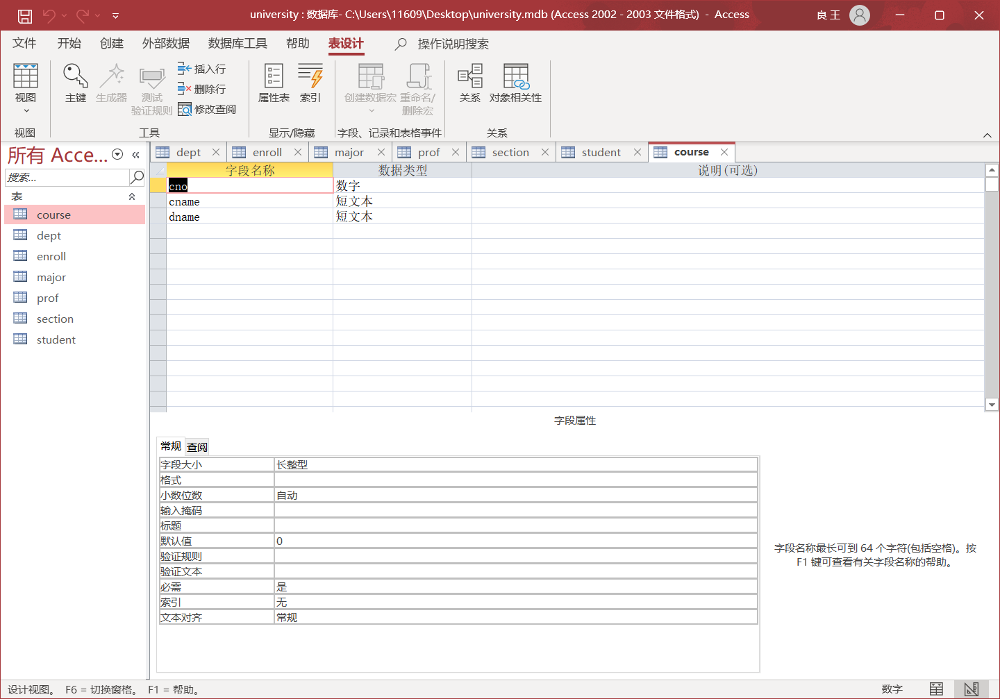 university : 数据库- C:\Users\11609\Desktop\university.mdb (Access 2002 - 2003 文件格式) - Access
良 王
文件 开始 创建 外部数据 数据库工具 帮助 表设计 操作说明搜索
视图
视图
主键
生成器
测试
验证规则
插入行
删除行
修改查阅
工具
属性表
索引
显示/隐藏
创建数据宏
重命名/
删除宏
字段、记录和表格事件
关系
对象相关性
关系
所有 Acce...
搜索...
表
course
dept
enroll
major
prof
section
student
dept enroll major prof section student course
字段名称 数据类型 说明(可选)
cno 数字
cname 短文本
dname 短文本
字段属性
常规 查阅
字段大小 长整型
格式
小数位数 自动
输入掩码
标题
默认值 0
验证规则
验证文本
必需 是
索引 无
文本对齐 常规
字段名称最长可到 64 个字符(包括空格)。按
F1 键可查看有关字段名称的帮助。
设计视图。 F6 = 切换窗格。 F1 = 帮助。
数字